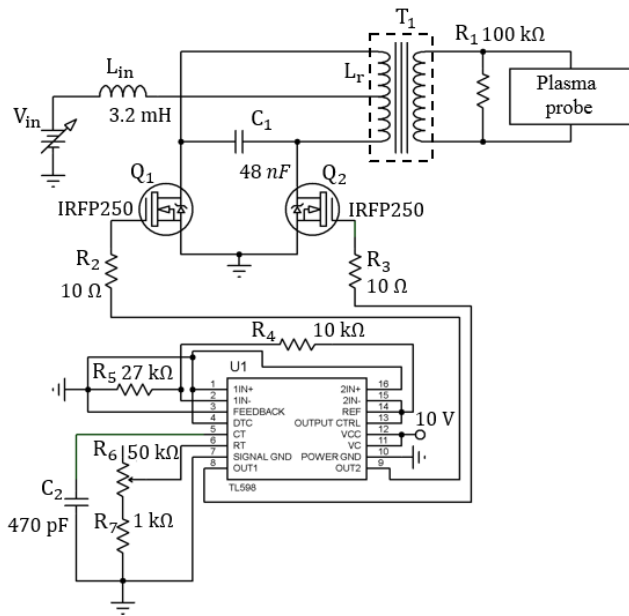 T₁
R₁ 100 kΩ
Lᵣ
Plasma
probe
Lᵢₙ
3.2 mH
Vᵢₙ
C₁
48 nF
Q₁
Q₂
IRFP250
IRFP250
R₂
10 Ω
R₃
10 Ω
R₄
10 kΩ
R₅ 27 kΩ
U1
1 1IN+ 2IN+ 16
2 1IN- 2IN- 15
3 FEEDBACK REF 14
4 DTC OUTPUT CTRL 13
5 CT VCC 12
6 RT VC 11
7 SIGNAL GND POWER GND 10
8 OUT1 OUT2 9
TL598
10 V
R₆ 50 kΩ
C₂
470 pF
R₇ 1 kΩ